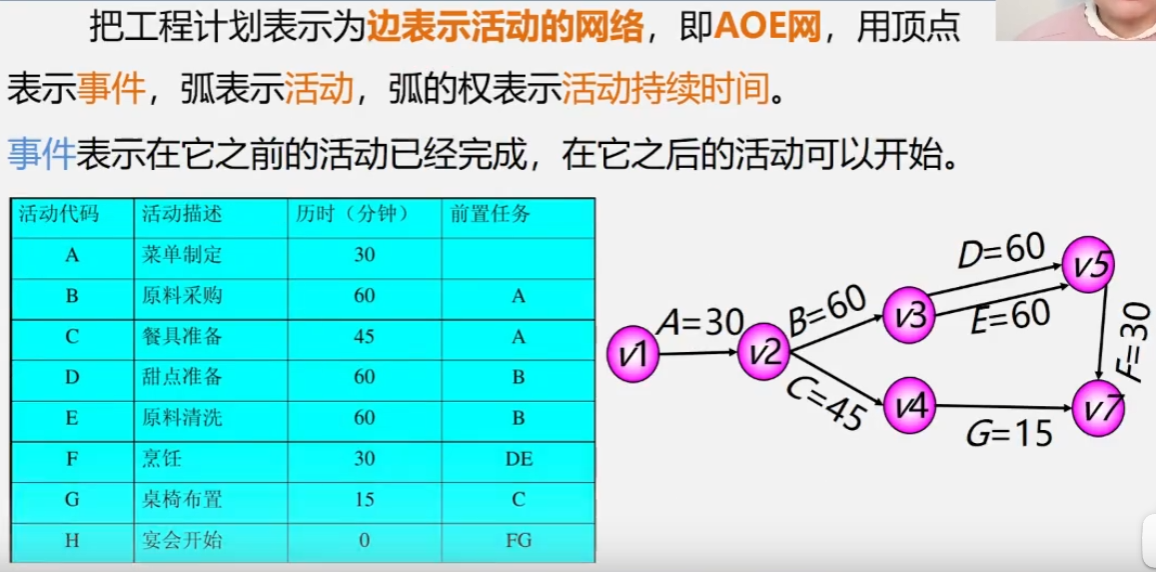 把工程计划表示为边表示活动的网络，即AOE网，用顶点
表示事件，弧表示活动，弧的权表示活动持续时间。
事件表示在它之前的活动已经完成，在它之后的活动可以开始。
活动代码 活动描述 历时（分钟） 前置任务
A 菜单制定 30
B 原料采购 60 A
C 餐具准备 45 A
D 甜点准备 60 B
E 原料清洗 60 B
F 烹饪 30 DE
G 桌椅布置 15 C
H 宴会开始 0 FG
D=60
v5
B=60
v3
A=30
E=60
F=30
v1
v2
C=45
v4
v7
G=15